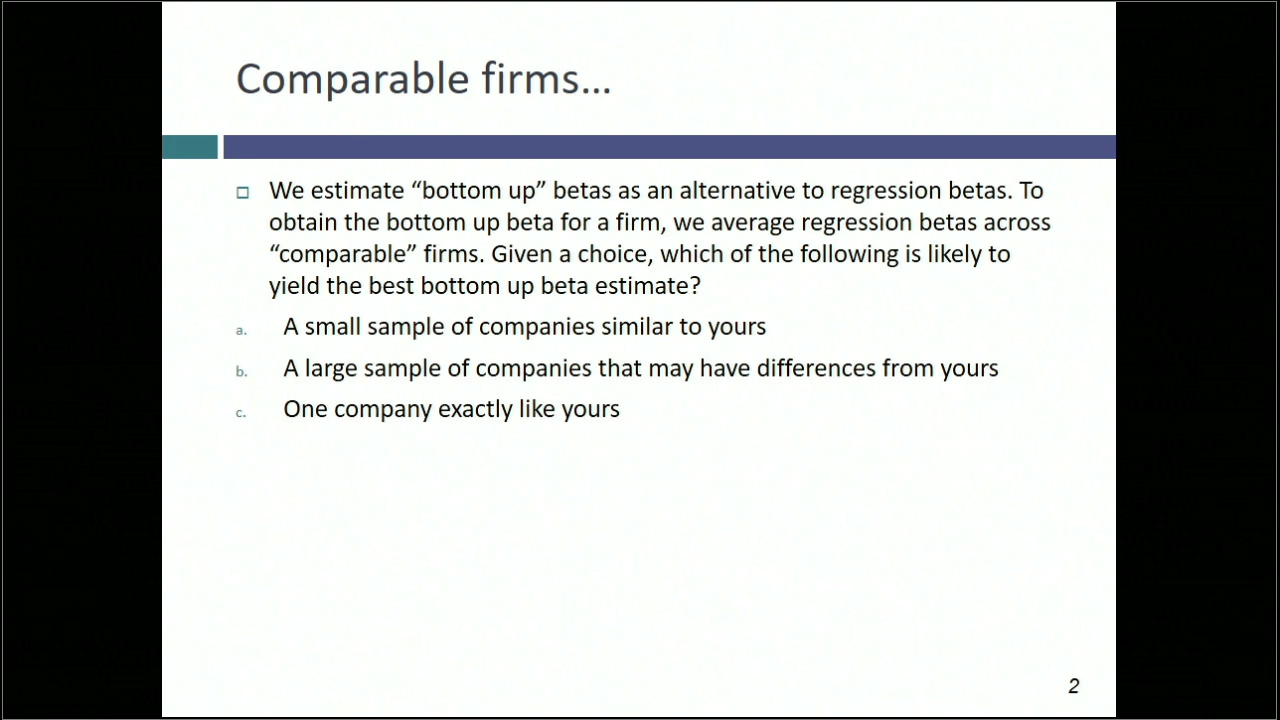 Comparable firms...
We estimate “bottom up” betas as an alternative to regression betas. To
obtain the bottom up beta for a firm, we average regression betas across
“comparable” firms. Given a choice, which of the following is likely to
yield the best bottom up beta estimate?
a. A small sample of companies similar to yours
b. A large sample of companies that may have differences from yours
c. One company exactly like yours
2